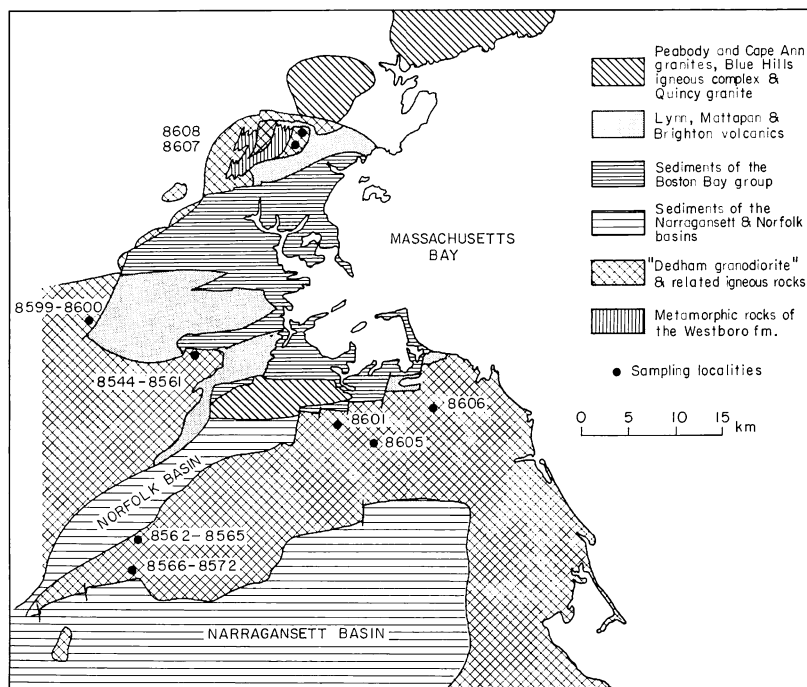 Peabody and Cape Ann
granites, Blue Hills
igneous complex &
Quincy granite
Lynn, Mattapan &
Brighton volcanics
Sediments of the
Boston Bay group
Sediments of the
Narragansett & Norfolk
basins
"Dedham granodiorite"
& related igneous rocks
Metamorphic rocks of
the Westboro fm.
Sampling localities
0 5 10 15
km
8608
8607
MASSACHUSETTS
BAY
8599-8600
8544-8561
8606
8601
8605
NORFOLK BASIN
8562-8565
8566-8572
NARRAGANSETT BASIN